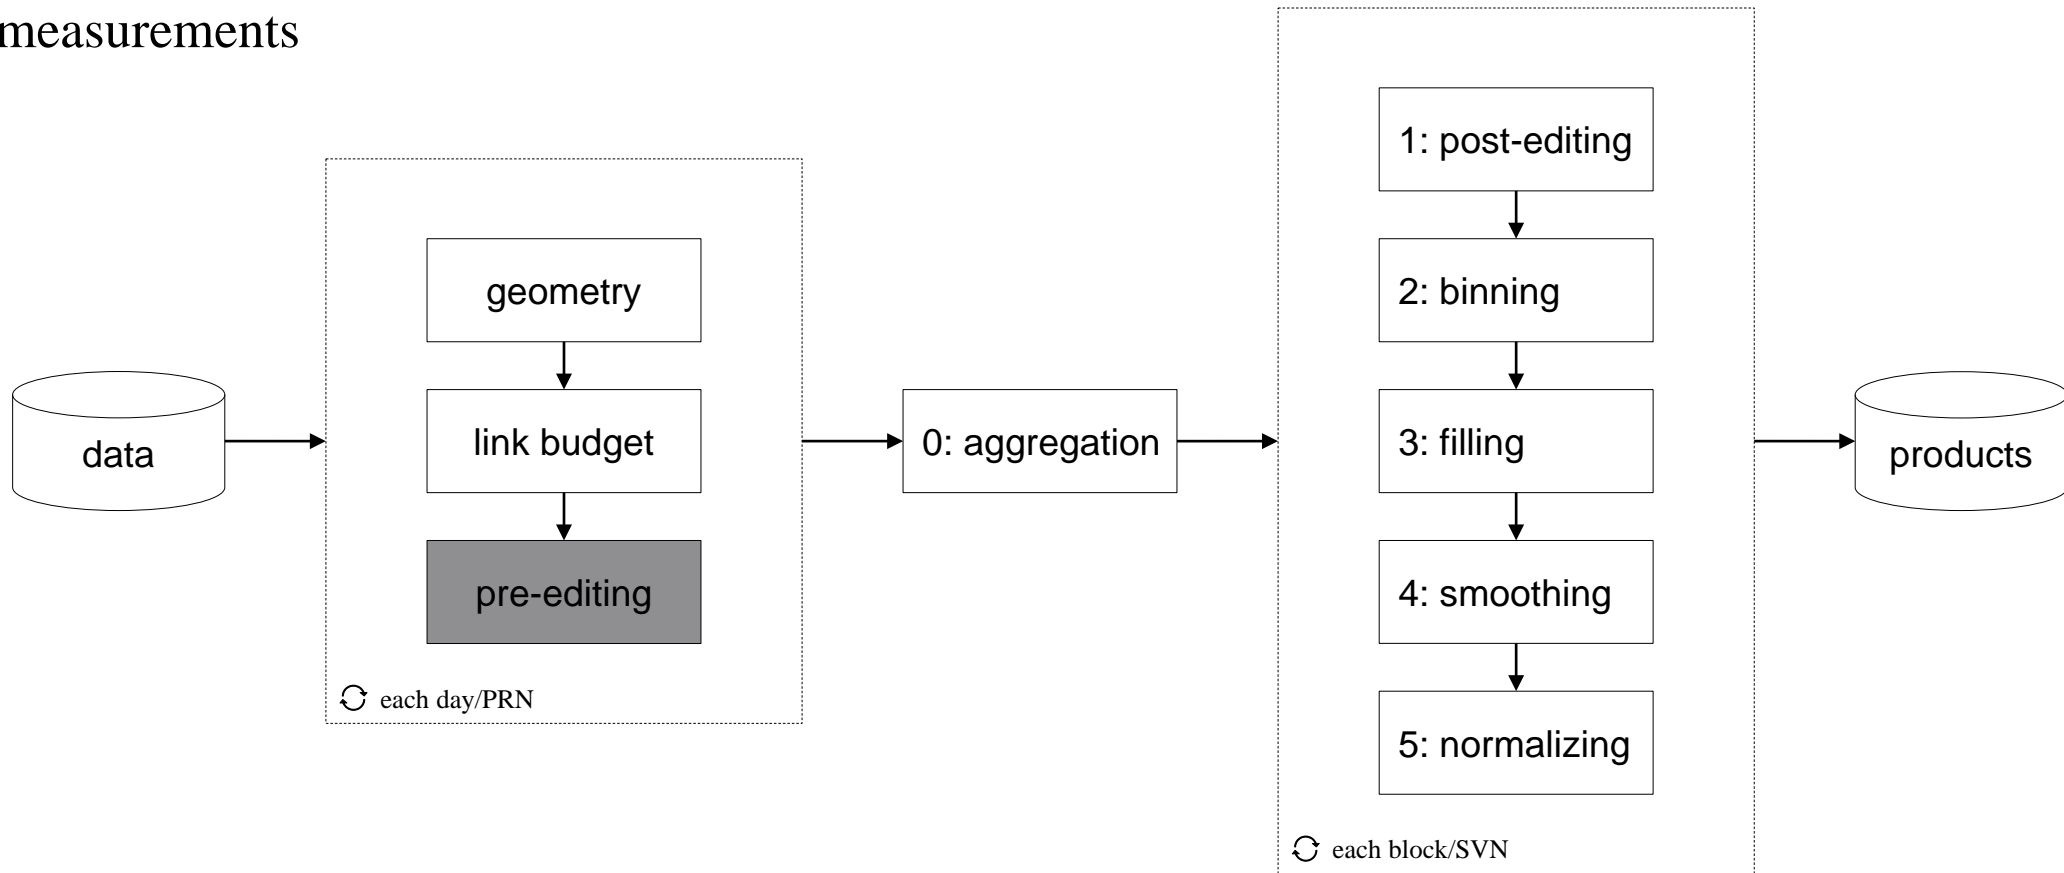 measurements
data
geometry
link budget
pre-editing
each day/PRN
0: aggregation
1: post-editing
2: binning
3: filling
4: smoothing
5: normalizing
each block/SVN
products